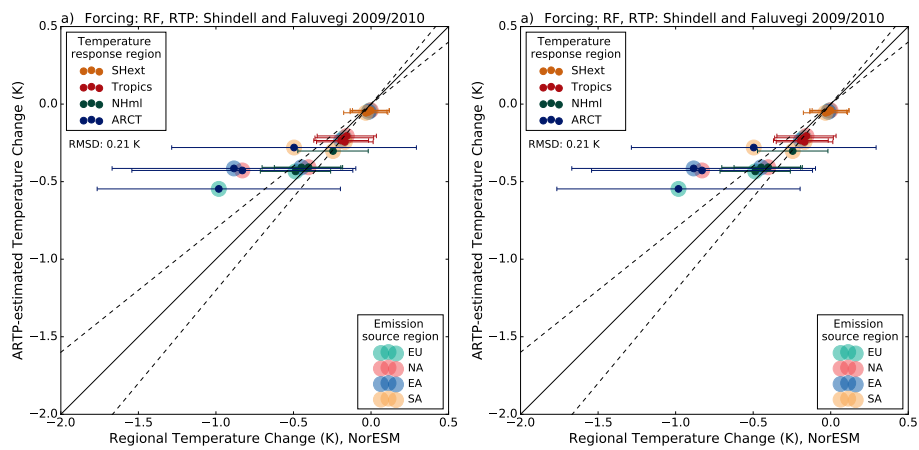 a) Forcing: RF, RTP: Shindell and Faluvegi 2009/2010
0.5
0.0
−0.5
−1.0
−1.5
−2.0
ARTP-estimated Temperature Change (K)
Temperature
response region
SHext
Tropics
NHml
ARCT
RMSD: 0.21 K
Emission
source region
EU
NA
EA
SA
−2.0 −1.5 −1.0 −0.5 0.0 0.5
Regional Temperature Change (K), NorESM
a) Forcing: RF, RTP: Shindell and Faluvegi 2009/2010
0.5
0.0
−0.5
−1.0
−1.5
−2.0
ARTP-estimated Temperature Change (K)
Temperature
response region
SHext
Tropics
NHml
ARCT
RMSD: 0.21 K
Emission
source region
EU
NA
EA
SA
−2.0 −1.5 −1.0 −0.5 0.0 0.5
Regional Temperature Change (K), NorESM